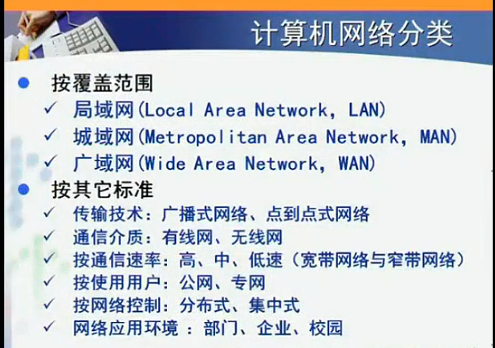 计算机网络分类
按覆盖范围
局域网(Local Area Network, LAN)
城域网(Metropolitan Area Network, MAN)
广域网(Wide Area Network, WAN)
按其它标准
传输技术：广播式网络、点到点式网络
通信介质：有线网、无线网
按通信速率：高、中、低速（宽带网络与窄带网络）
按使用用户：公网、专网
按网络控制：分布式、集中式
网络应用环境 ：部门、企业、校园